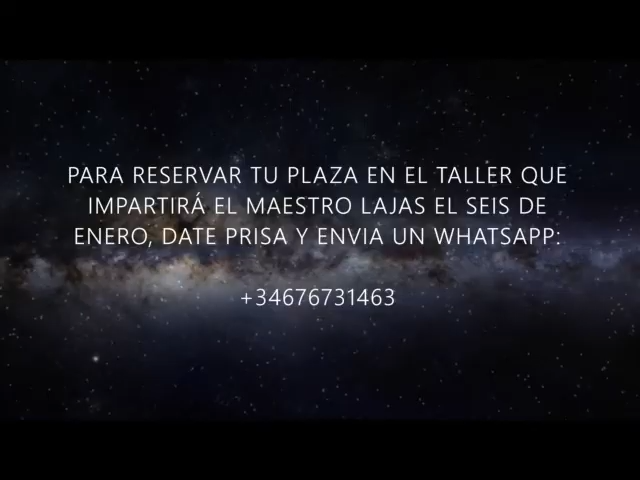 PARA RESERVAR TU PLAZA EN EL TALLER QUE
IMPARTIRÁ EL MAESTRO LAJAS EL SEIS DE
ENERO, DATE PRISA Y ENVIA UN WHATSAPP:
+34676731463